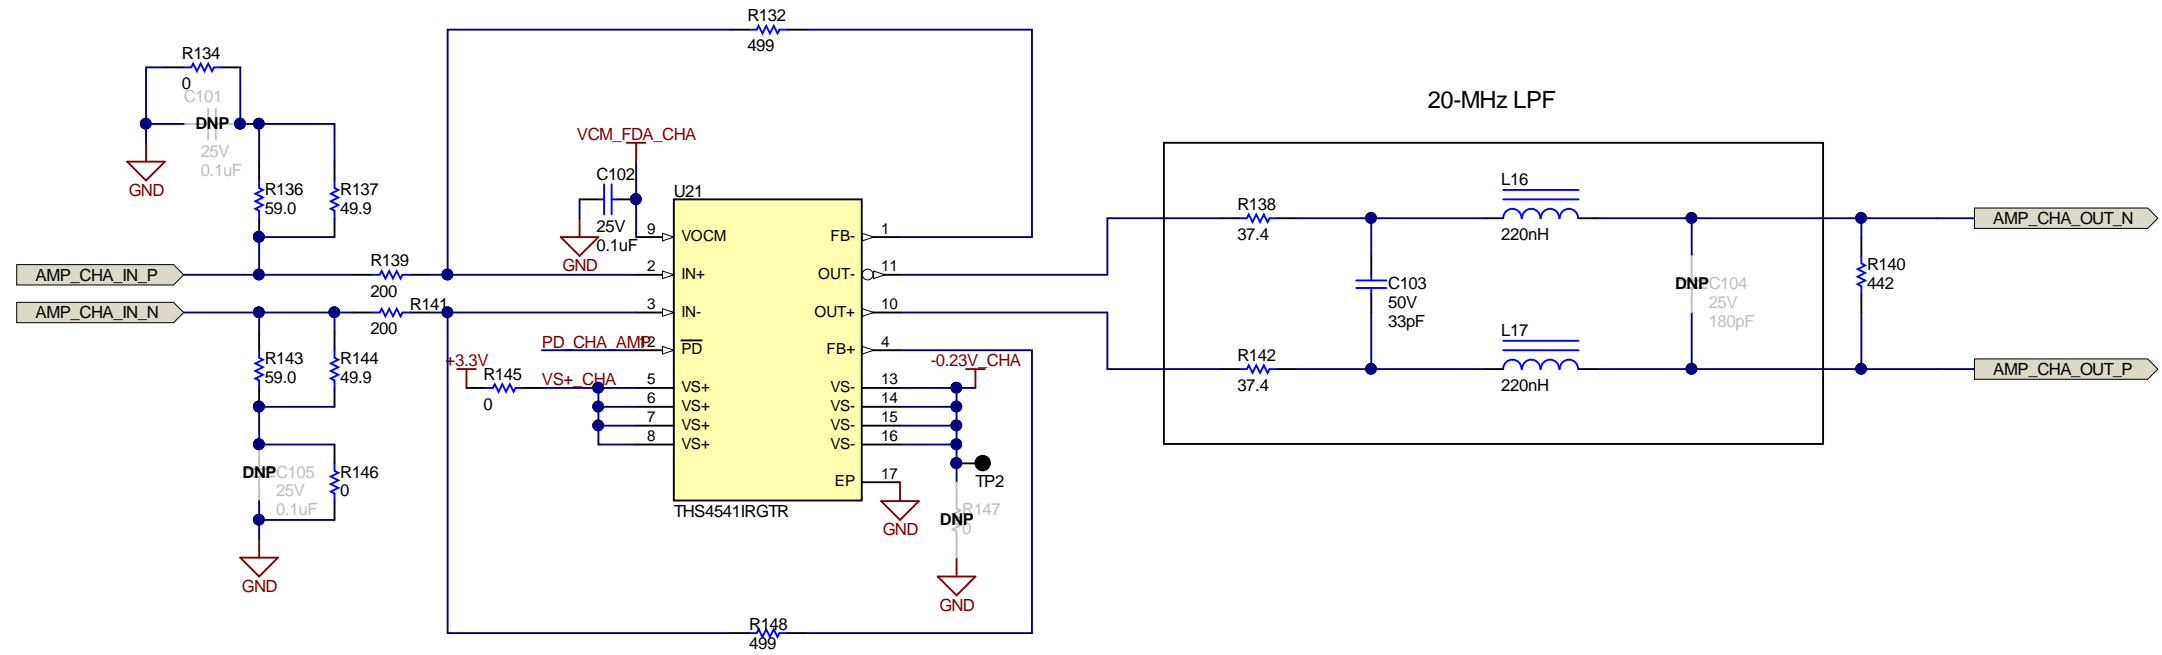 R132
499
R134
0
C101
DNP
25V
0.1uF
GND
R136
59.0
R137
49.9
20-MHz LPF
VCM_FDA_CHA
C102
25V
0.1uF
GND
U21
9
VOCM
2
IN+
3
IN-
12
PD
5
VS+
6
VS+
7
VS+
8
VS+
FB-
1
OUT-
11
OUT+
10
FB+
4
VS-
13
VS-
14
VS-
15
VS-
16
EP
17
THS4541IRGTR
AMP_CHA_IN_P
AMP_CHA_IN_N
R139
200
R141
200
R143
59.0
R144
49.9
DNP
C105
25V
0.1uF
R146
0
GND
PD_CHA_AMP
+3.3V
R145
0
VS+_CHA
-0.23V_CHA
TP2
GND
DNP
R147
0
GND
R148
499
R138
37.4
L16
220nH
C103
50V
33pF
DNP
C104
25V
180pF
R142
37.4
L17
220nH
R140
442
AMP_CHA_OUT_N
AMP_CHA_OUT_P